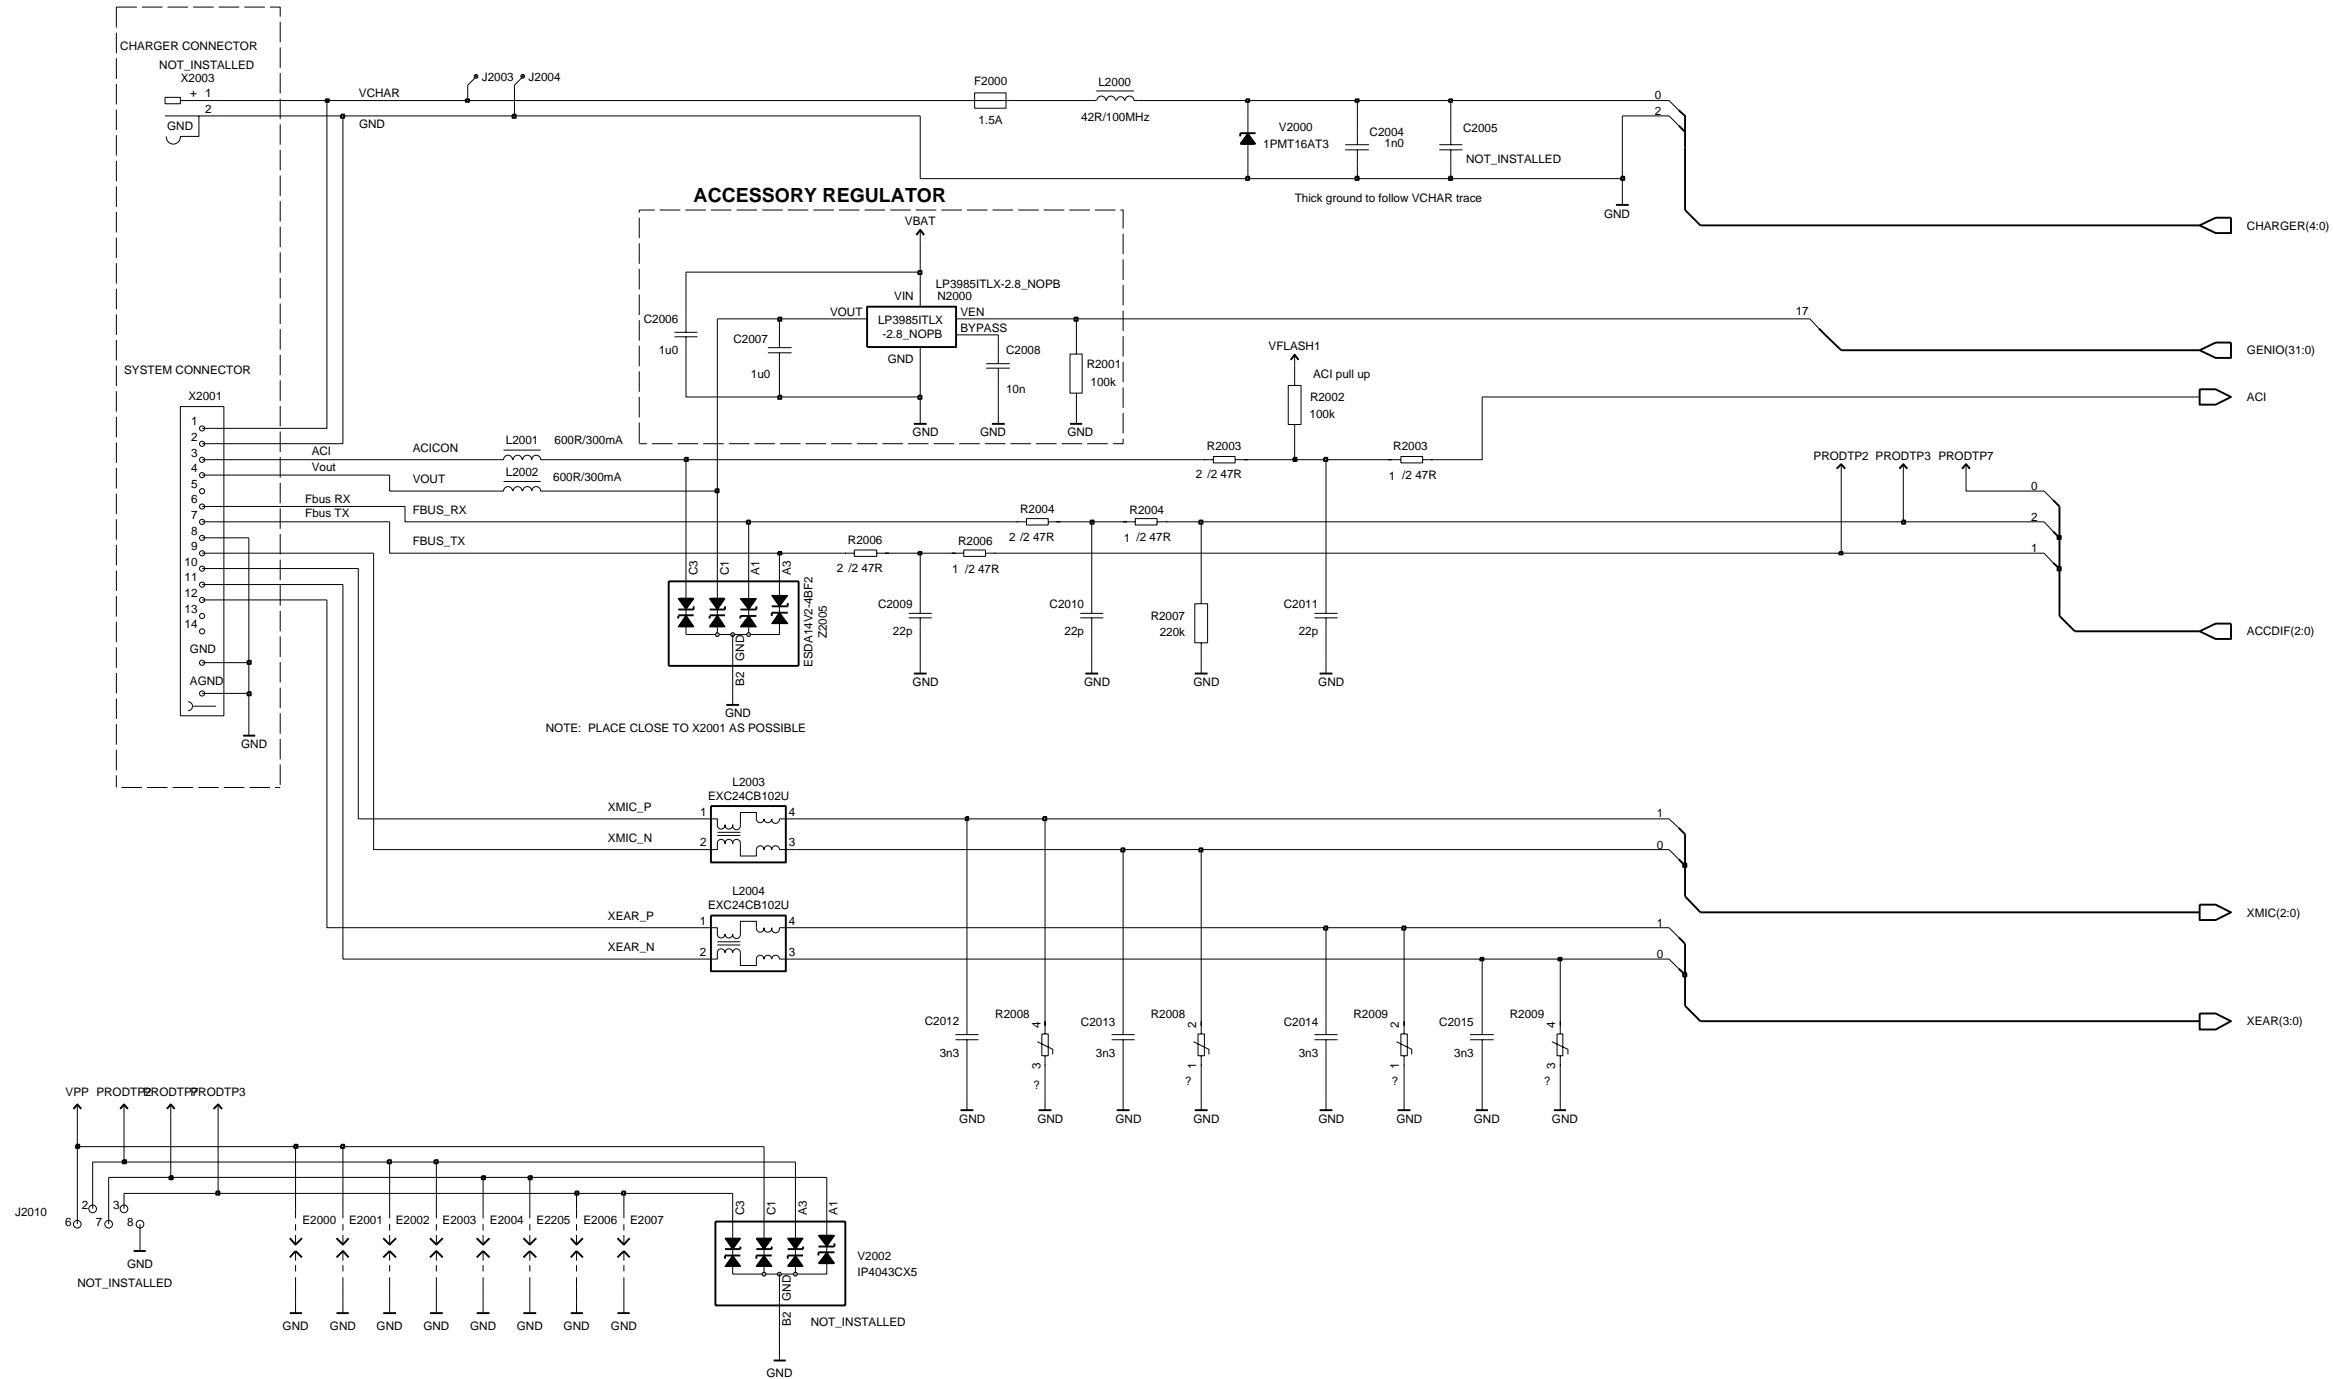 CHARGER CONNECTOR
NOT_INSTALLED
X2003
+ 1
2
GND
VCHAR
GND
J2003
J2004
F2000
1.5A
L2000
42R/100MHz
V2000
1PMT16AT3
C2004
1n0
C2005
NOT_INSTALLED
0
2
Thick ground to follow VCHAR trace
GND
CHARGER(4:0)
ACCESSORY REGULATOR
VBAT
LP3985ITLX-2.8_NOPB
N2000
VIN
VOUT
LP3985ITLX
-2.8_NOPB
VEN
BYPASS
GND
C2006
1u0
C2007
1u0
C2008
10n
R2001
100k
GND
GND
GND
17
GENIO(31:0)
VFLASH1
ACI pull up
R2002
100k
ACI
SYSTEM CONNECTOR
X2001
1
2
3
4
5
6
7
8
9
10
11
12
13
14
GND
AGND
GND
ACI
Vout
Fbus RX
Fbus TX
ACICON
VOUT
FBUS_RX
FBUS_TX
L2001
600R/300mA
L2002
600R/300mA
R2003
2 /2 47R
R2003
1 /2 47R
R2004
2 /2 47R
R2004
1 /2 47R
R2006
2 /2 47R
R2006
1 /2 47R
PRODTP2
PRODTP3
PRODTP7
0
2
1
ACCDIF(2:0)
C3
C1
A1
A3
GND
B2
ESDA14V2-4BF2
Z2005
GND
NOTE: PLACE CLOSE TO X2001 AS POSSIBLE
C2009
22p
GND
C2010
22p
GND
R2007
220k
GND
C2011
22p
GND
L2003
EXC24CB102U
XMIC_P
XMIC_N
1
2
4
3
1
0
XMIC(2:0)
L2004
EXC24CB102U
XEAR_P
XEAR_N
1
2
4
3
1
0
XEAR(3:0)
C2012
3n3
GND
R2008
4
3
?
GND
C2013
3n3
GND
R2008
2
1
?
GND
C2014
3n3
GND
R2009
2
1
?
GND
C2015
3n3
GND
R2009
4
3
?
GND
VPP
PRODTP2
PRODTP7
PRODTP3
J2010
6
2
7
3
8
GND
NOT_INSTALLED
E2000
E2001
E2002
E2003
E2004
E2205
E2006
E2007
GND
GND
GND
GND
GND
GND
GND
GND
C3
C1
A3
A1
GND
B2
V2002
IP4043CX5
NOT_INSTALLED
GND